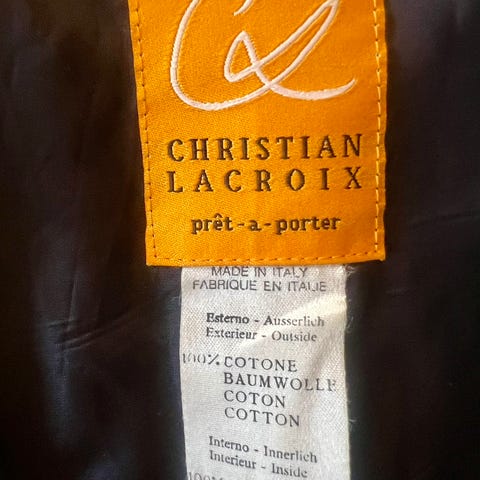 CHRISTIAN
LACROIX
prêt-a-porter
MADE IN ITALY
FABRIQUE EN ITALIE
Esterno - Ausserlich
Exterieur - Outside
100% COTONE
BAUMWOLLE
COTON
COTTON
Interno - Innerlich
Interieur - Inside
100%